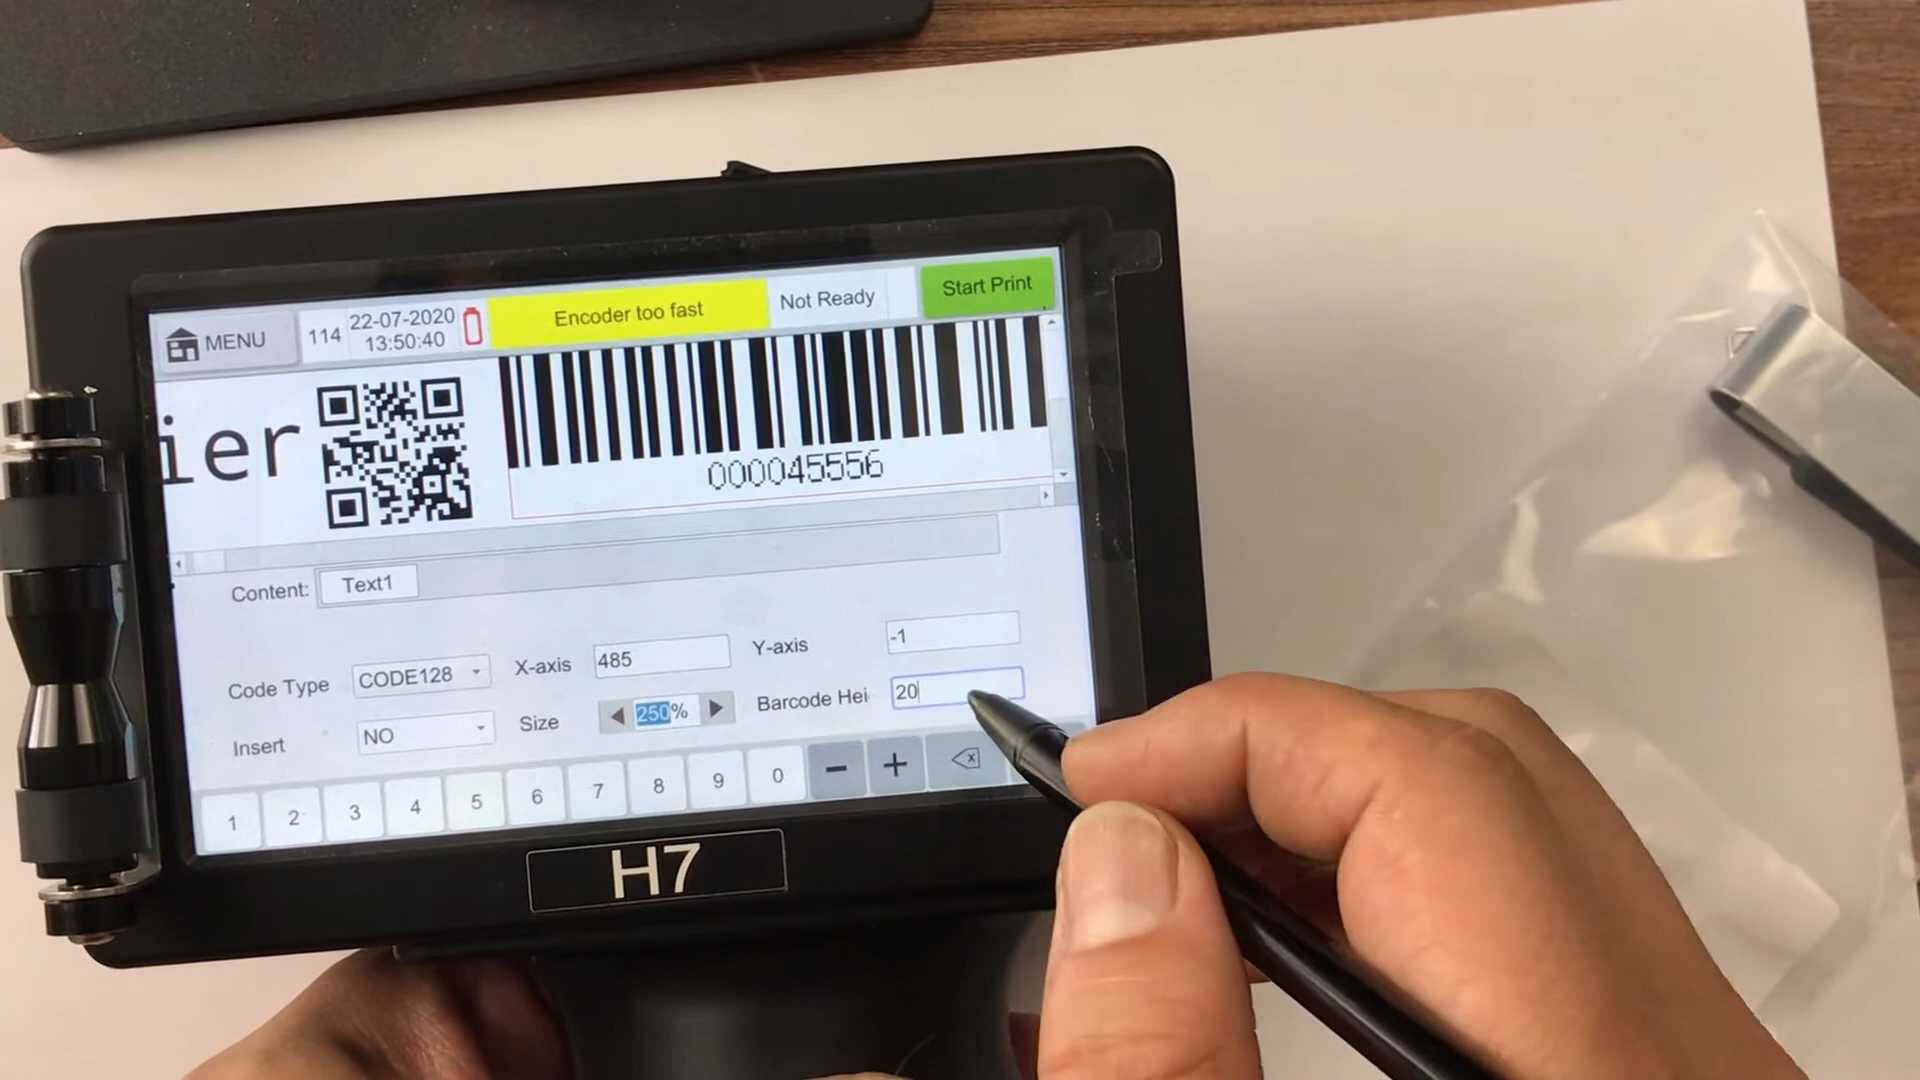 MENU
114
22-07-2020
13:50:40
Encoder too fast
Not Ready
Start Print
ier
000045556
Content: Text1
Code Type CODE128 X-axis 485 Y-axis -1
Insert NO Size 250% Barcode Hei 20
1 2 3 4 5 6 7 8 9 0 - +
H7